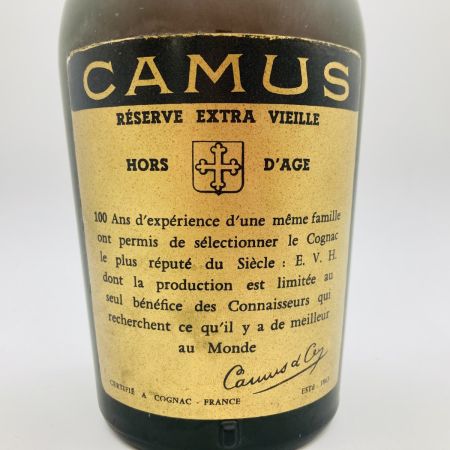 CAMUS
RÉSERVE EXTRA VIEILLE
HORS D'AGE
100 Ans d'expérience d'une même famille
ont permis de sélectionner le Cognac
le plus réputé du Siècle : E. V. H.
dont la production est limitée au
seul bénéfice des Connaisseurs qui
recherchent ce qu'il y a de meilleur
au Monde
Camus & Co
CERTIFIÉ A COGNAC - FRANCE ESTD